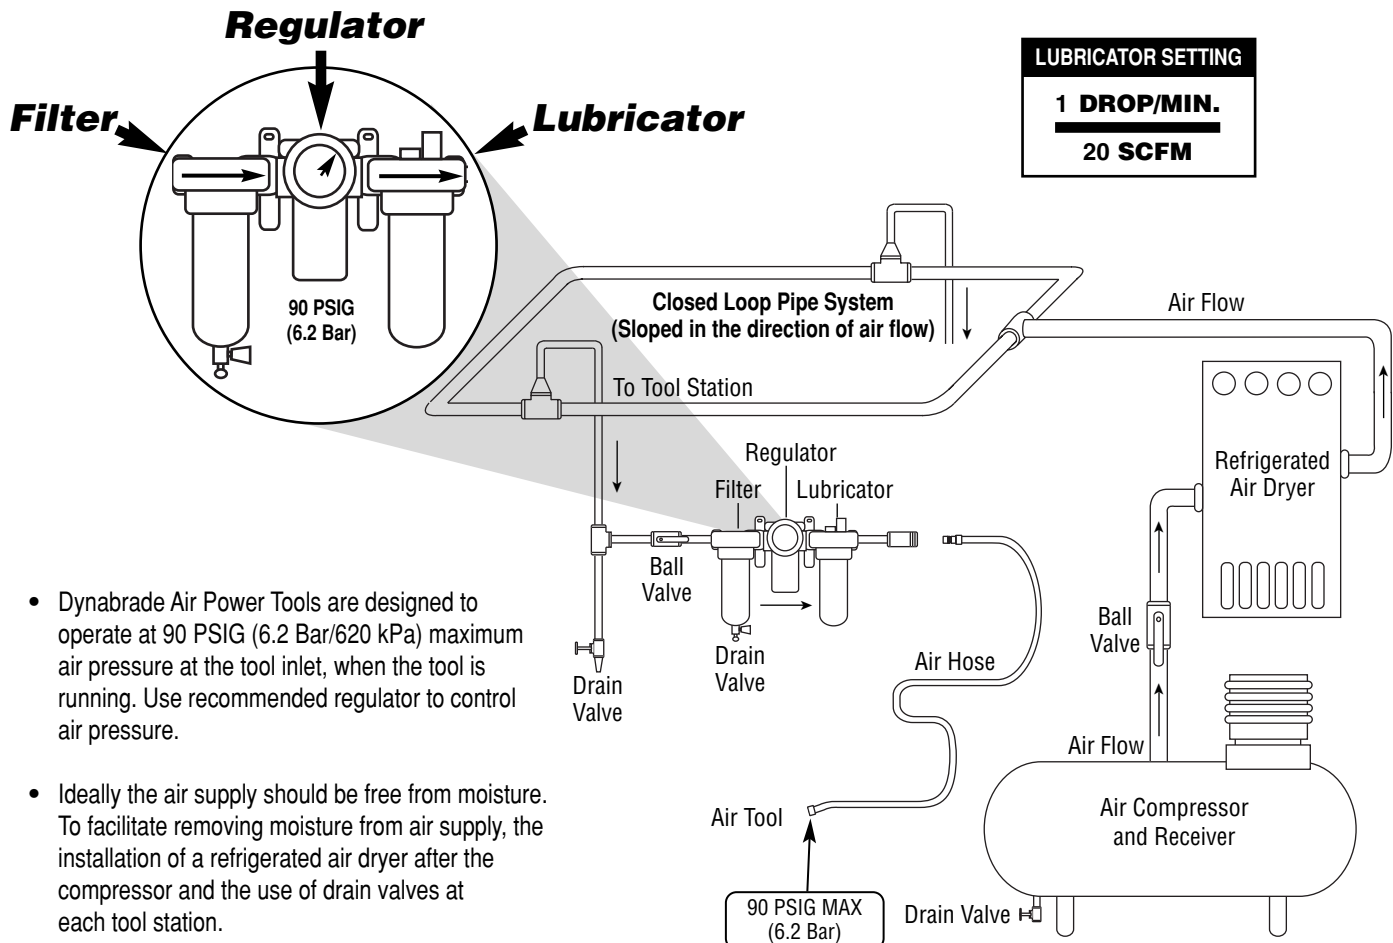 Regulator
Filter
Lubricator
90 PSIG
(6.2 Bar)
LUBRICATOR SETTING
1 DROP/MIN.
20 SCFM
Closed Loop Pipe System
(Sloped in the direction of air flow)
Air Flow
To Tool Station
Refrigerated
Air Dryer
Regulator
Filter
Lubricator
Ball
Valve
Drain
Valve
Drain
Valve
Air Hose
Ball
Valve
Air Flow
Air Compressor
and Receiver
Air Tool
90 PSIG MAX
(6.2 Bar)
Drain Valve
• Dynabrade Air Power Tools are designed to
operate at 90 PSIG (6.2 Bar/620 kPa) maximum
air pressure at the tool inlet, when the tool is
running. Use recommended regulator to control
air pressure.
• Ideally the air supply should be free from moisture.
To facilitate removing moisture from air supply, the
installation of a refrigerated air dryer after the
compressor and the use of drain valves at
each tool station.